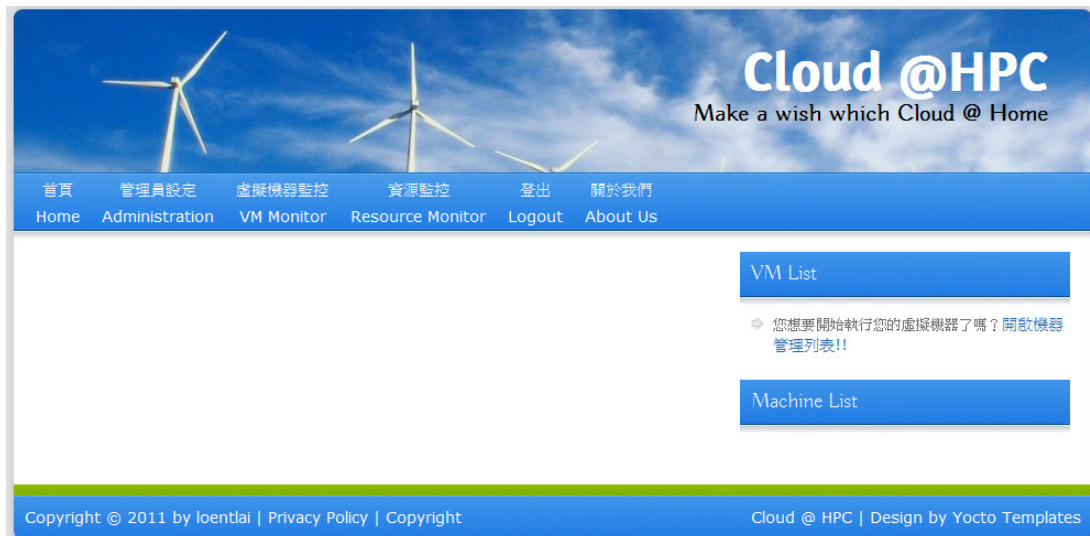 Cloud @HPC
Make a wish which Cloud @ Home
首頁 管理員設定 虛擬機器監控 資源監控 登出 關於我們
Home Administration VM Monitor Resource Monitor Logout About Us
VM List
您想要開始執行您的虛擬機器了嗎？開啟機器
管理列表!!
Machine List
Copyright © 2011 by loentlai | Privacy Policy | Copyright
Cloud @ HPC | Design by Yocto Templates